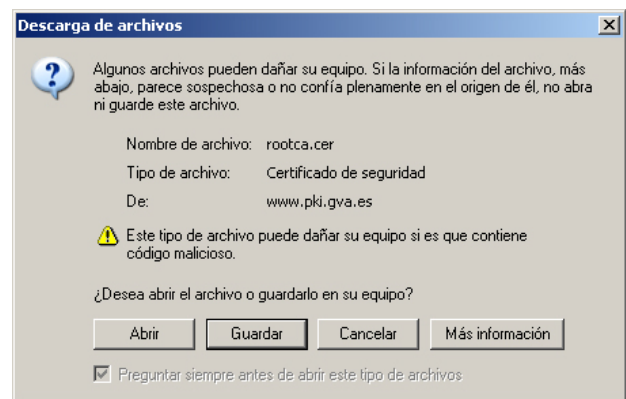 Descarga de archivos
Algunos archivos pueden dañar su equipo. Si la información del archivo, más
abajo, parece sospechosa o no confía plenamente en el origen de él, no abra
ni guarde este archivo.
Nombre de archivo: rootca.cer
Tipo de archivo: Certificado de seguridad
De: www.pki.gva.es
Este tipo de archivo puede dañar su equipo si es que contiene
código malicioso.
¿Desea abrir el archivo o guardarlo en su equipo?
Abrir Guardar Cancelar Más información
Preguntar siempre antes de abrir este tipo de archivos